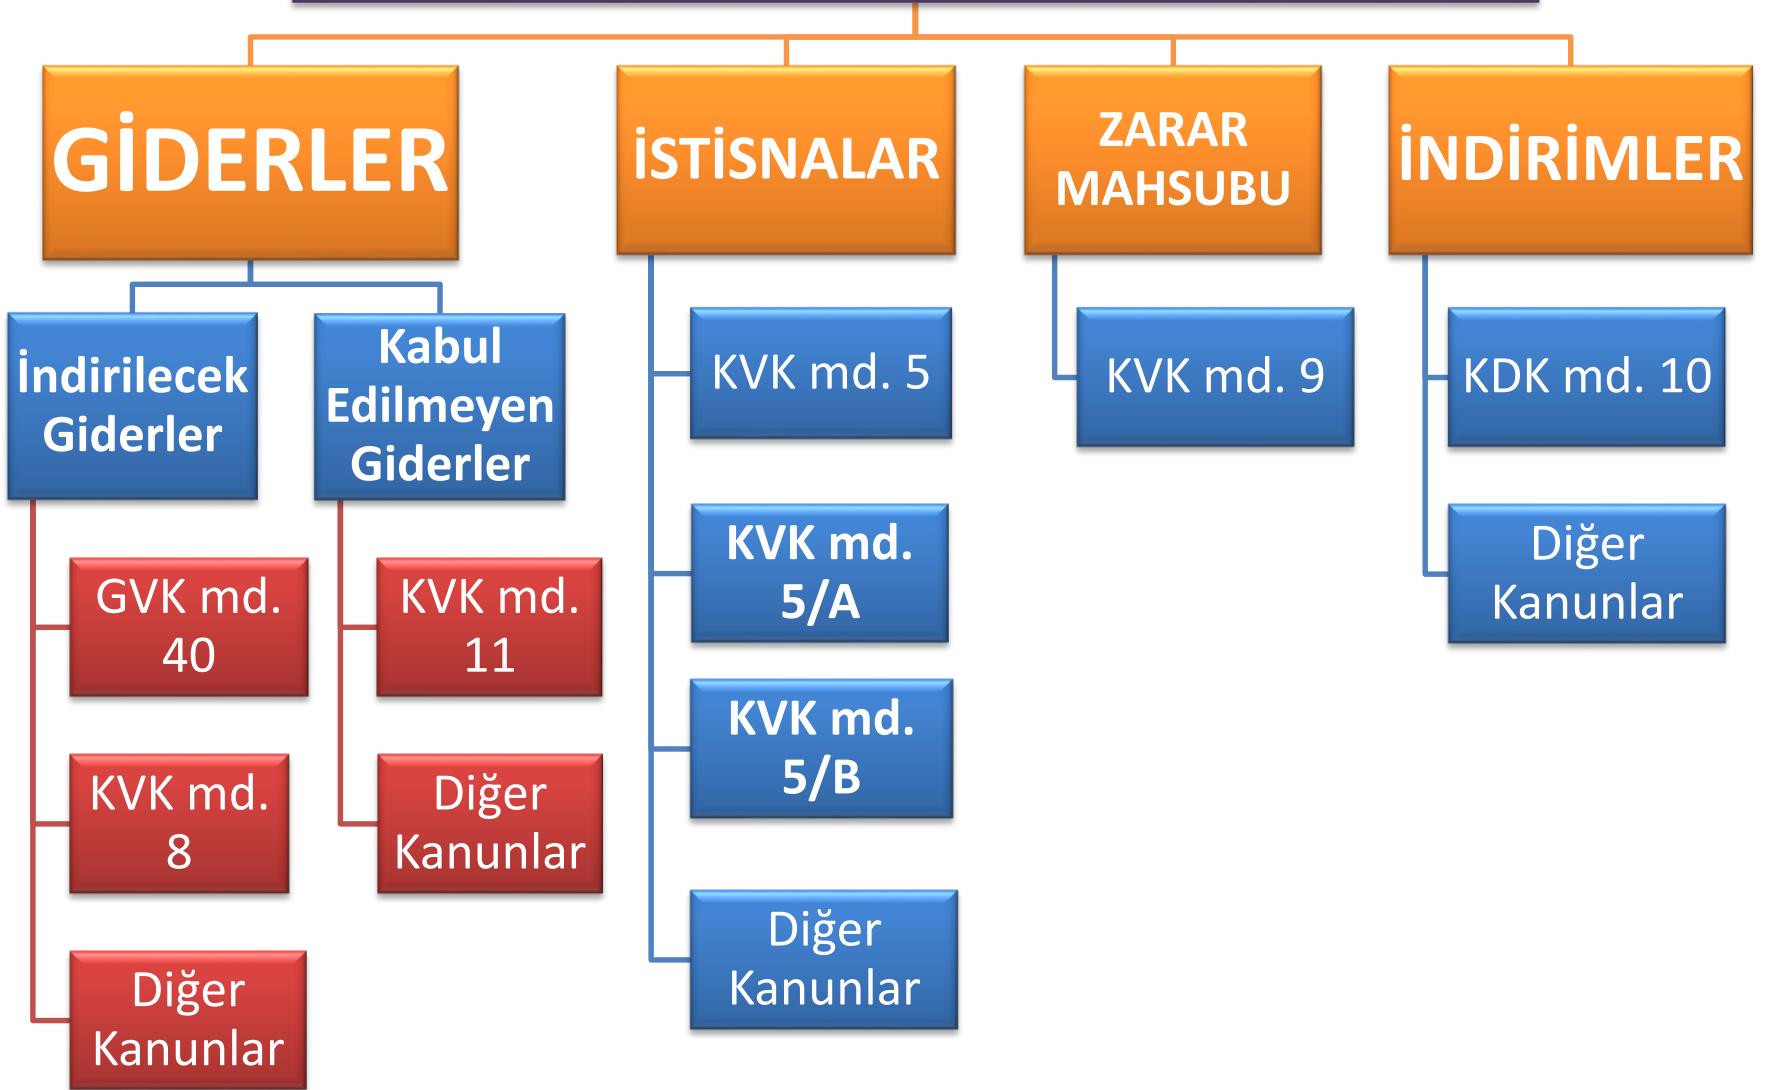 GİDERLER
İndirilecek
Giderler
GVK md.
40
KVK md.
8
Diğer
Kanunlar
Kabul
Edilmeyen
Giderler
KVK md.
11
Diğer
Kanunlar
İSTİSNALAR
KVK md. 5
KVK md.
5/A
KVK md.
5/B
Diğer
Kanunlar
ZARAR
MAHSUBU
KVK md. 9
İNDİRİMLER
KDK md. 10
Diğer
Kanunlar